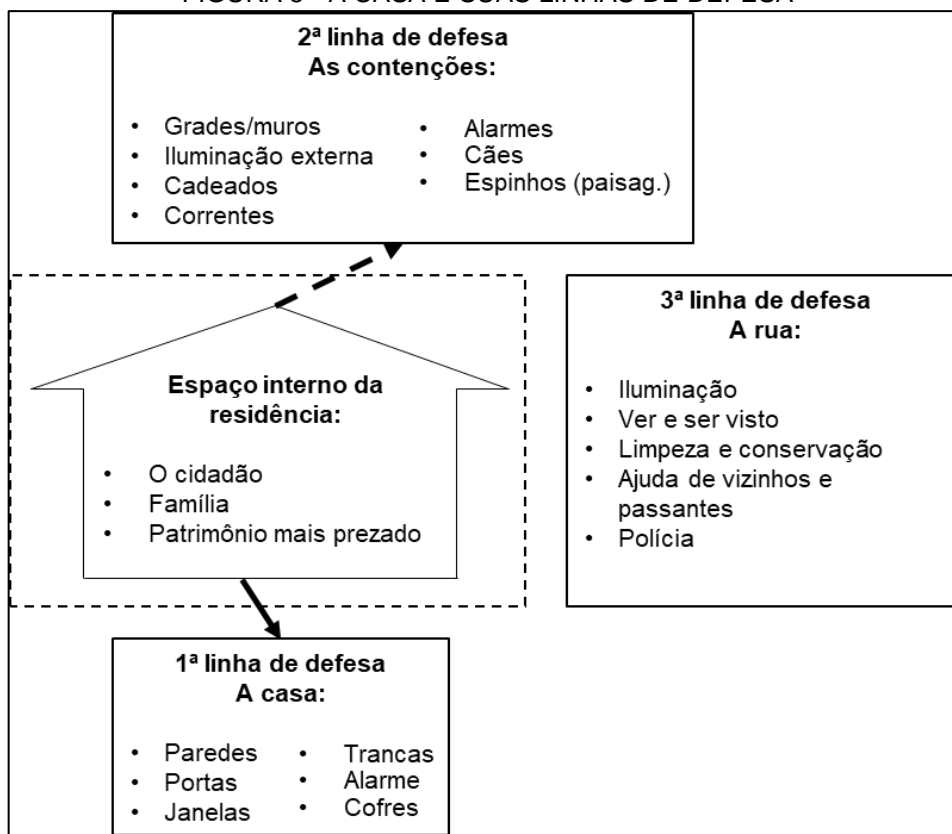 2ª linha de defesa
As contenções:
• Grades/muros
• Iluminação externa
• Cadeados
• Correntes
• Alarmes
• Cães
• Espinhos (paisag.)
Espaço interno da
residência:
• O cidadão
• Família
• Patrimônio mais prezado
3ª linha de defesa
A rua:
• Iluminação
• Ver e ser visto
• Limpeza e conservação
• Ajuda de vizinhos e
passantes
• Polícia
1ª linha de defesa
A casa:
• Paredes
• Portas
• Janelas
• Trancas
• Alarme
• Cofres